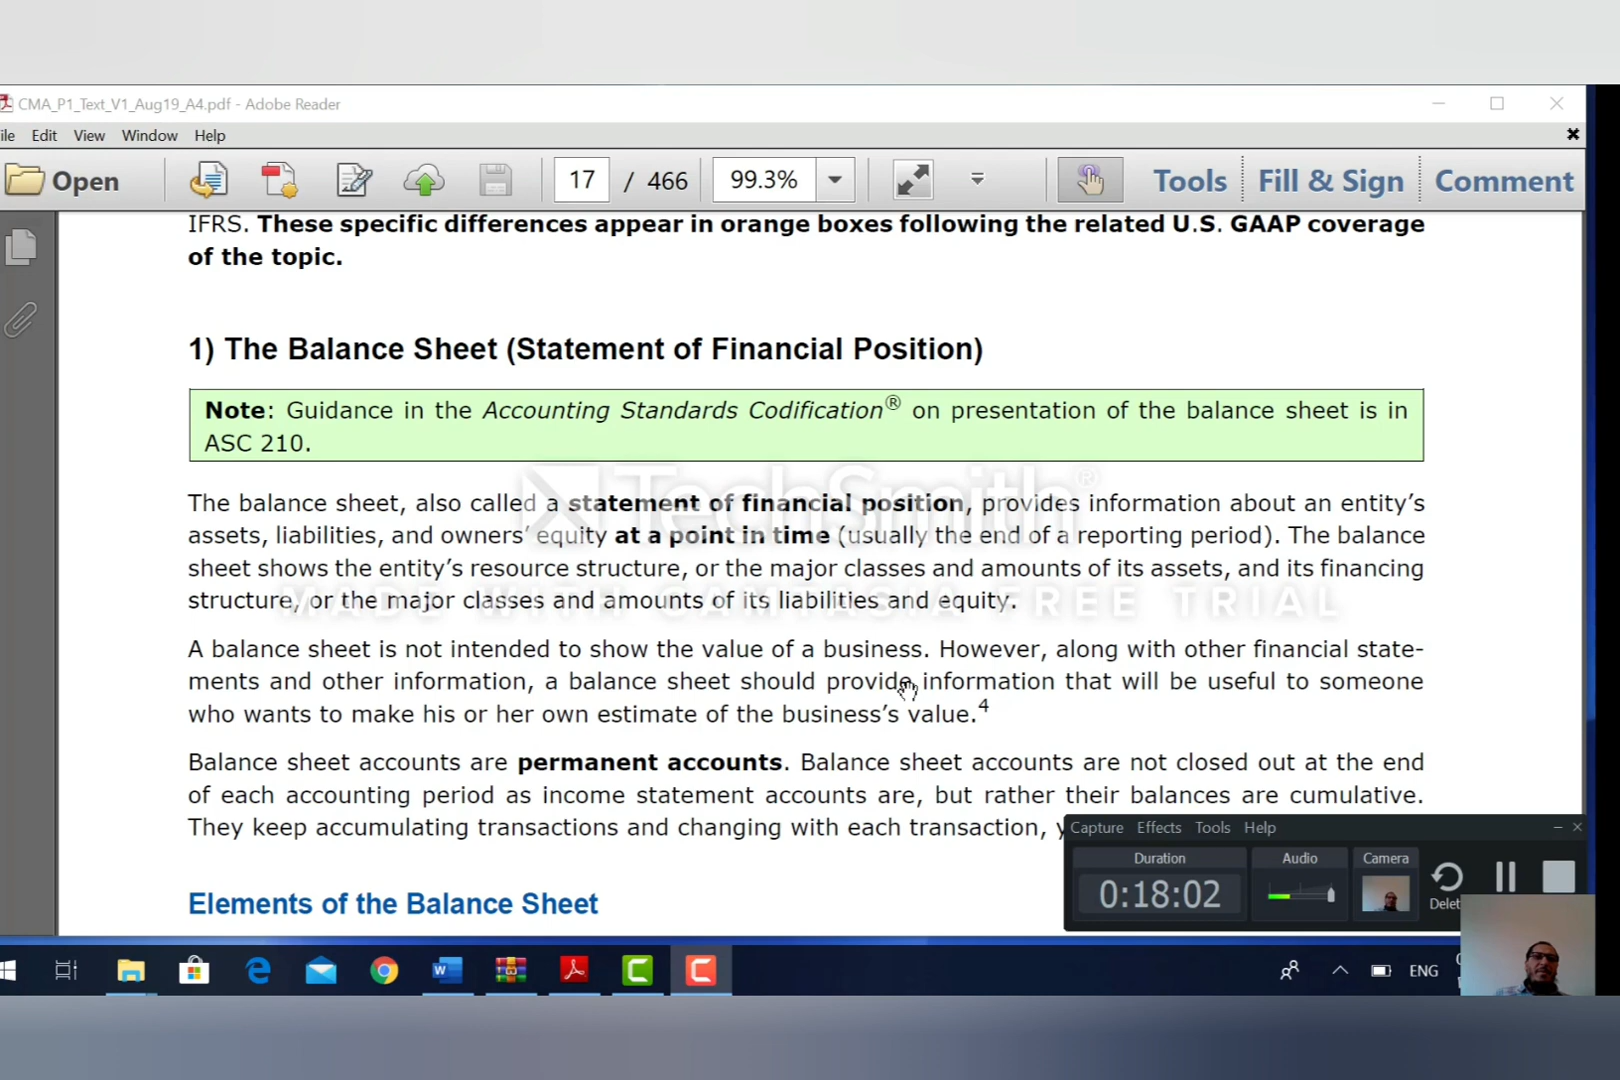 CMA_P1_Text_V1_Aug19_A4.pdf - Adobe Reader
ile Edit View Window Help
Open 17 / 466 99.3% Tools Fill & Sign Comment
IFRS. These specific differences appear in orange boxes following the related U.S. GAAP coverage
of the topic.
1) The Balance Sheet (Statement of Financial Position)
Note: Guidance in the Accounting Standards Codification® on presentation of the balance sheet is in
ASC 210.
TechSmith®
The balance sheet, also called a statement of financial position, provides information about an entity's
assets, liabilities, and owners' equity at a point in time (usually the end of a reporting period). The balance
sheet shows the entity's resource structure, or the major classes and amounts of its assets, and its financing
MADE WITH CAMTASIA FREE TRIAL
structure, or the major classes and amounts of its liabilities and equity.
A balance sheet is not intended to show the value of a business. However, along with other financial state-
ments and other information, a balance sheet should provide information that will be useful to someone
who wants to make his or her own estimate of the business's value.4
Balance sheet accounts are permanent accounts. Balance sheet accounts are not closed out at the end
of each accounting period as income statement accounts are, but rather their balances are cumulative.
They keep accumulating transactions and changing with each transaction, y
Capture Effects Tools Help
Duration Audio Camera
0:18:02
Delet
Elements of the Balance Sheet
ENG